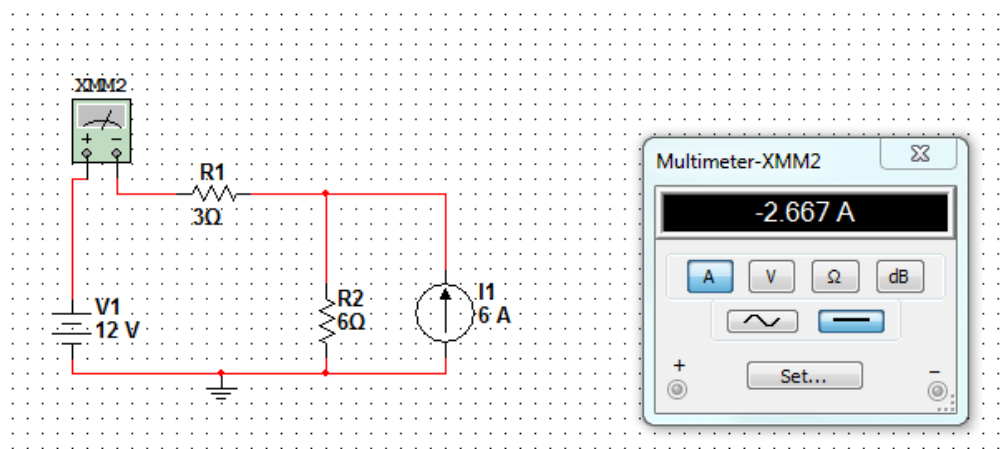 XMM2
+ −
R1
3Ω
V1
12 V
R2
6Ω
I1
6 A
Multimeter-XMM2
-2.667 A
A V Ω dB
+ −
Set...